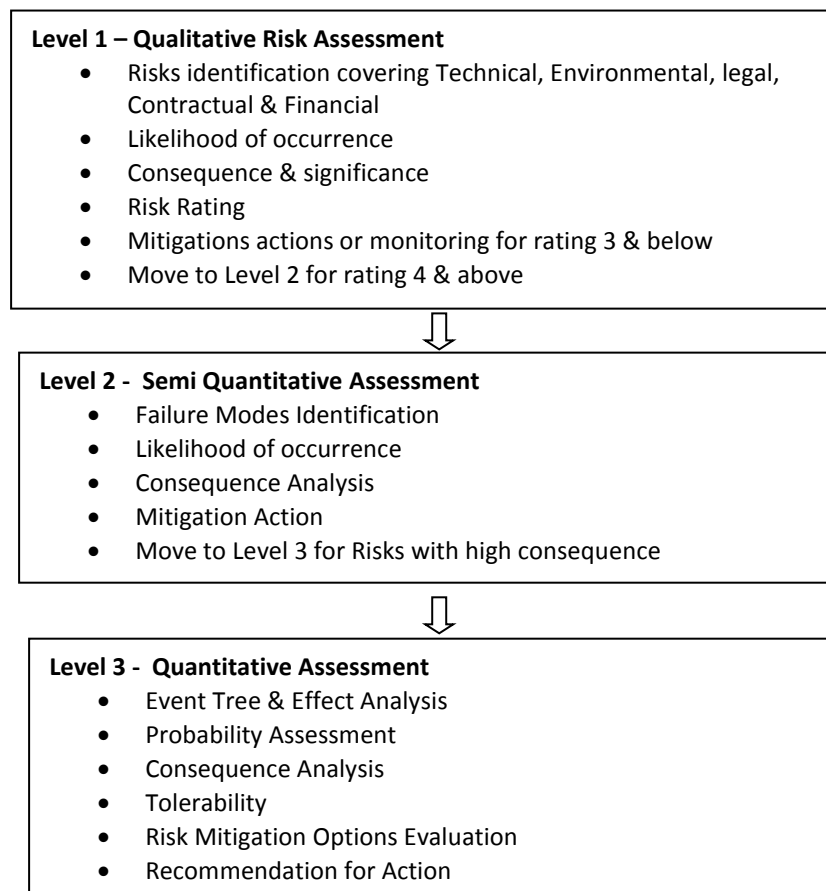 Level 1 – Qualitative Risk Assessment
• Risks identification covering Technical, Environmental, legal,
Contractual & Financial
• Likelihood of occurrence
• Consequence & significance
• Risk Rating
• Mitigations actions or monitoring for rating 3 & below
• Move to Level 2 for rating 4 & above
Level 2 - Semi Quantitative Assessment
• Failure Modes Identification
• Likelihood of occurrence
• Consequence Analysis
• Mitigation Action
• Move to Level 3 for Risks with high consequence
Level 3 - Quantitative Assessment
• Event Tree & Effect Analysis
• Probability Assessment
• Consequence Analysis
• Tolerability
• Risk Mitigation Options Evaluation
• Recommendation for Action